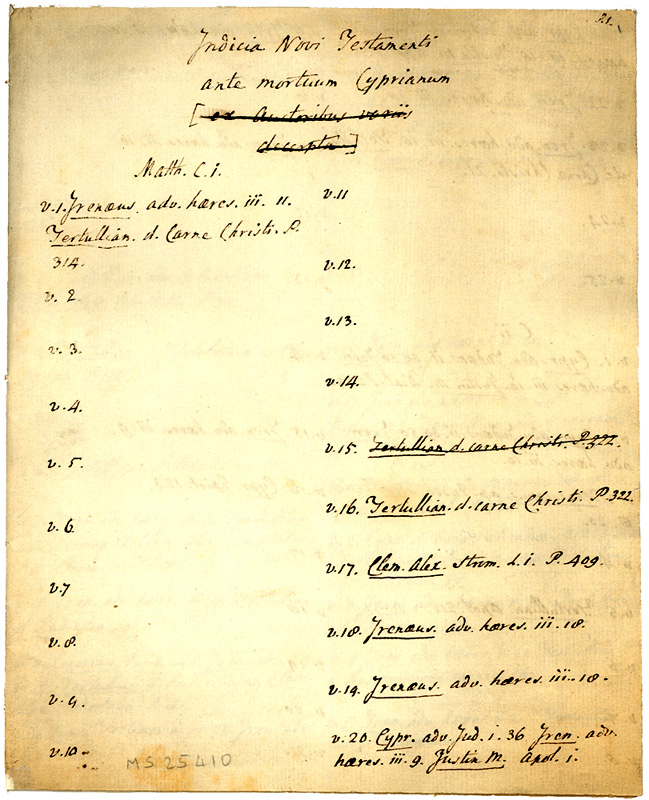 21.
Indicia Novi Testamenti
ante mortuum Cyprianum
[ex Auctoribus variis
decerpta]
Matth. C. i.
v.1. Irenæus adv. hæres. iii. 11.
Tertullian. d. Carne Christi. P.
314.
v. 2
v. 3.
v. 4.
v. 5.
v. 6
v. 7
v. 8.
v. 9.
v. 10
v. 11
v. 12.
v. 13.
v. 14.
v. 15. Tertullian d. carne Christi. P. 322.
v. 16. Tertullian. d. carne Christi. P. 322.
v. 17. Clem. Alex. Strom. L. i. P. 409.
v. 18. Irenæus. adv. hæres. iii. 18.
v. 19. Irenæus. adv. hæres. iii. 18.
v. 20. Cypr. adv. Jud. i. 36 Iren. adv.
hæres. iii. 9. Justin M. Apol. i.
MS 25410